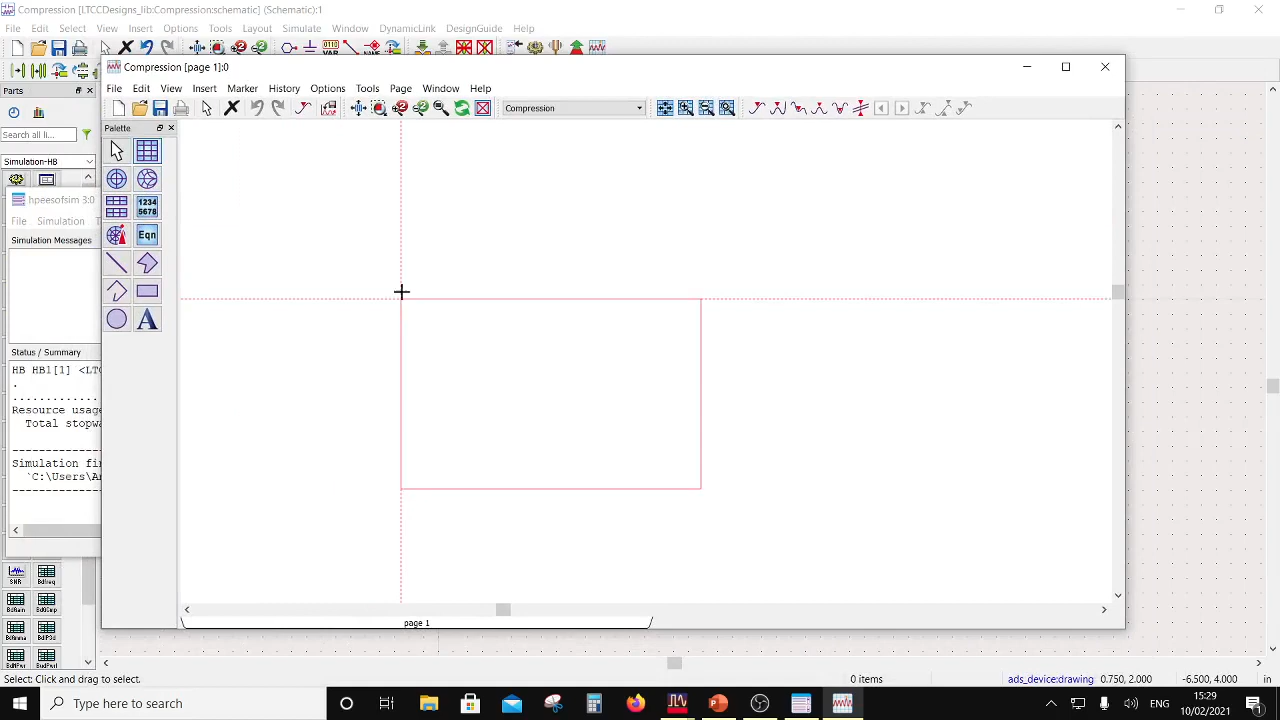 Compression [LTCCDesigns_lib:Compression:schematic] (Schematic):1
File Edit Select View Insert Options Tools Layout Simulate Window DynamicLink DesignGuide Help
VAR NAME
Compression [page 1]:0
File Edit View Insert Marker History Options Tools Page Window Help
Compression
Parts
Search all li...
Simulation-HB
Palette
1234
5678
Eqn
A
hpeesofsim 3:0
File Simulation
Simulation Messages
Status / Summary
HB HB1[1] <LTC
.
Resource usage
Total stopwa
Simulation fin
`C:\Users\An
page 1
Select: Click and drag to select.
0 items
ads_device:drawing
0.750, 2.000
-6.500, 4.000
in
Type here to search
ENG
15:29
10/02/2021